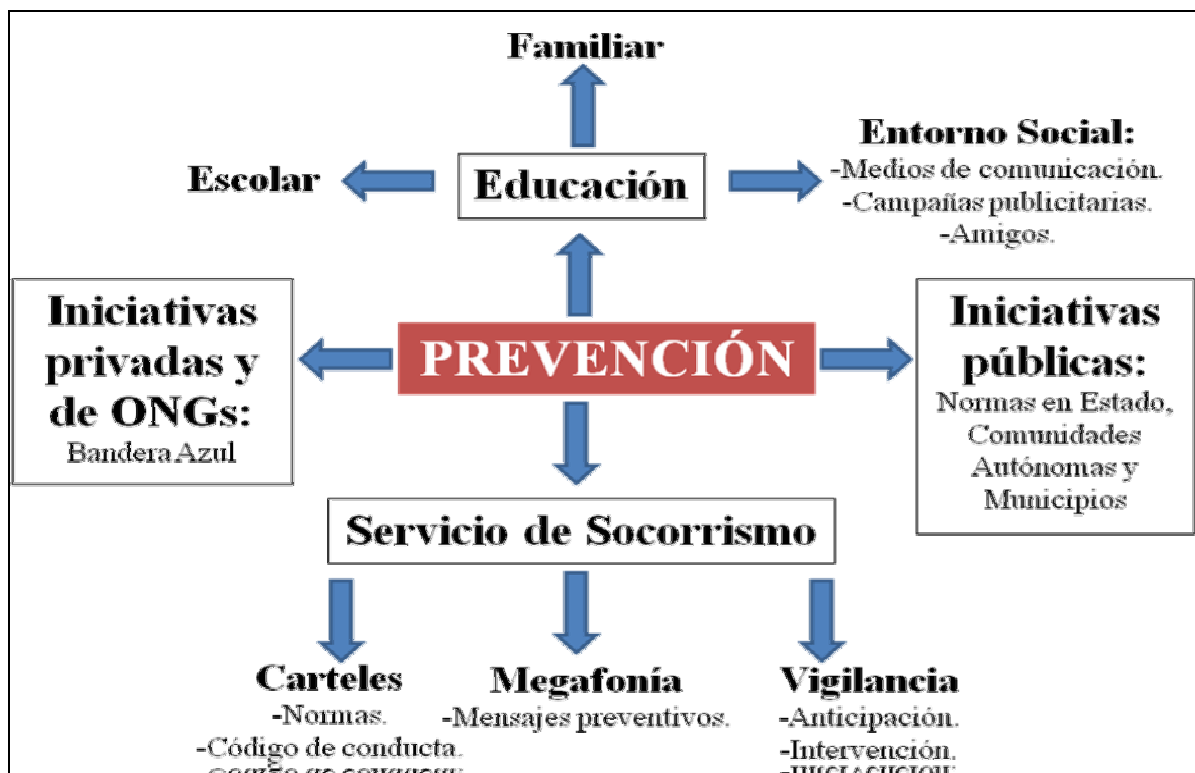 Familiar
Escolar
Educación
Entorno Social:
-Medios de comunicación.
-Campañas publicitarias.
-Amigos.
Iniciativas
privadas y
de ONGs:
Bandera Azul
PREVENCIÓN
Iniciativas
públicas:
Normas en Estado,
Comunidades
Autónomas y
Municipios
Servicio de Socorrismo
Carteles
-Normas.
-Código de conducta.
Megafonía
-Mensajes preventivos.
Vigilancia
-Anticipación.
-Intervención.